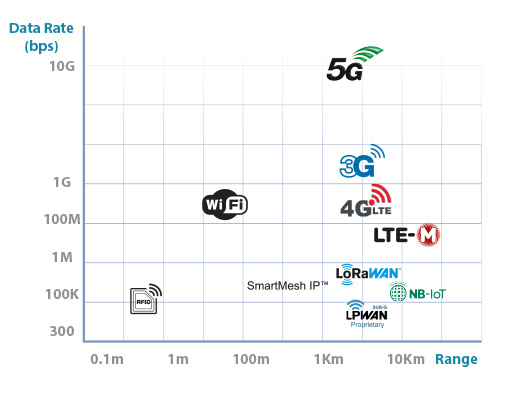 Data Rate
(bps)
10G
5G
3G
1G
WiFi
4G LTE
100M
LTE-M
1M
LoRaWAN™
SmartMesh IP™
100K
RFID
NB-IoT
SUB-G
LPWAN
Proprietary
300
0.1m 1m 100m 1Km 10Km Range